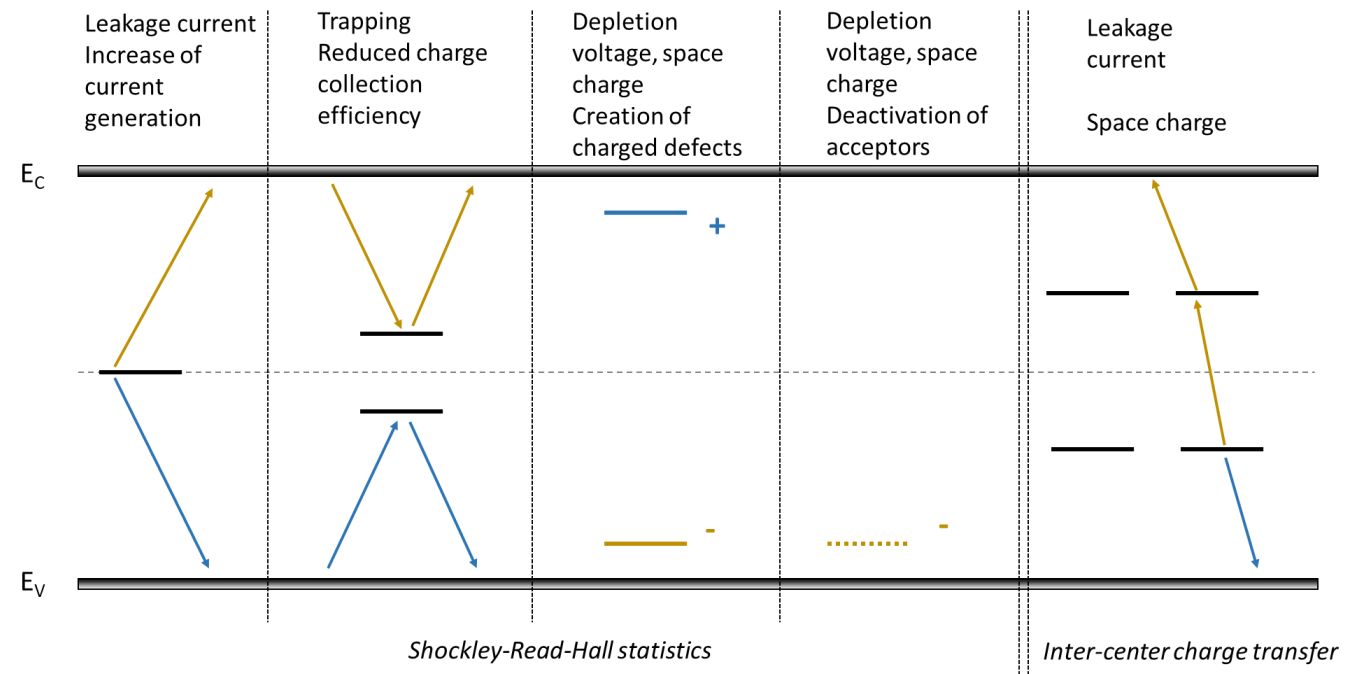 Leakage current
Increase of
current
generation
Trapping
Reduced charge
collection
efficiency
Depletion
voltage, space
charge
Creation of
charged defects
Depletion
voltage, space
charge
Deactivation of
acceptors
Leakage
current
Space charge
E_C
+
-
-
E_V
Shockley-Read-Hall statistics
Inter-center charge transfer